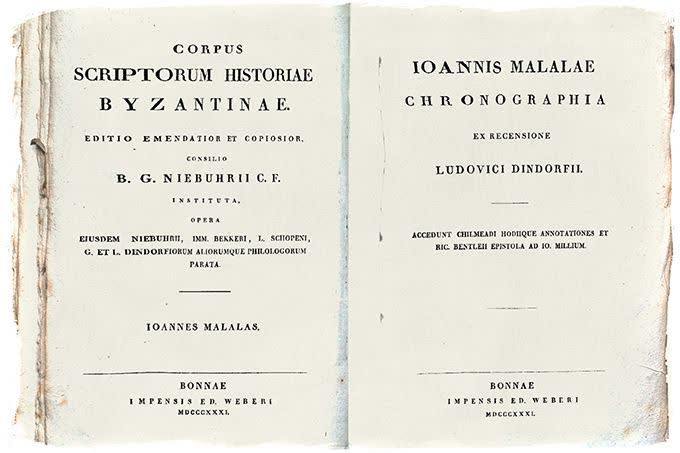 CORPUS
SCRIPTORUM HISTORIAE
BYZANTINAE.
EDITIO EMENDATIOR ET COPIOSIOR,
CONSILIO
B. G. NIEBUHRII C. F.
INSTITUTA,
OPERA
EIUSDEM NIEBUHRII, IMM. BEKKERI, L. SCHOPENI,
G. ET L. DINDORFIORUM ALIORUMQUE PHILOLOGORUM
PARATA.
IOANNES MALALAS.
BONNAE
IMPENSIS ED. WEBERI
MDCCCXXXI.
IOANNIS MALALAE
CHRONOGRAPHIA
EX RECENSIONE
LUDOVICI DINDORFII.
ACCEDUNT CHILMEADI HODIIQUE ANNOTATIONES ET
RIC. BENTLEII EPISTOLA AD IO. MILLIUM.
BONNAE
IMPENSIS ED. WEBERI
MDCCCXXXI.